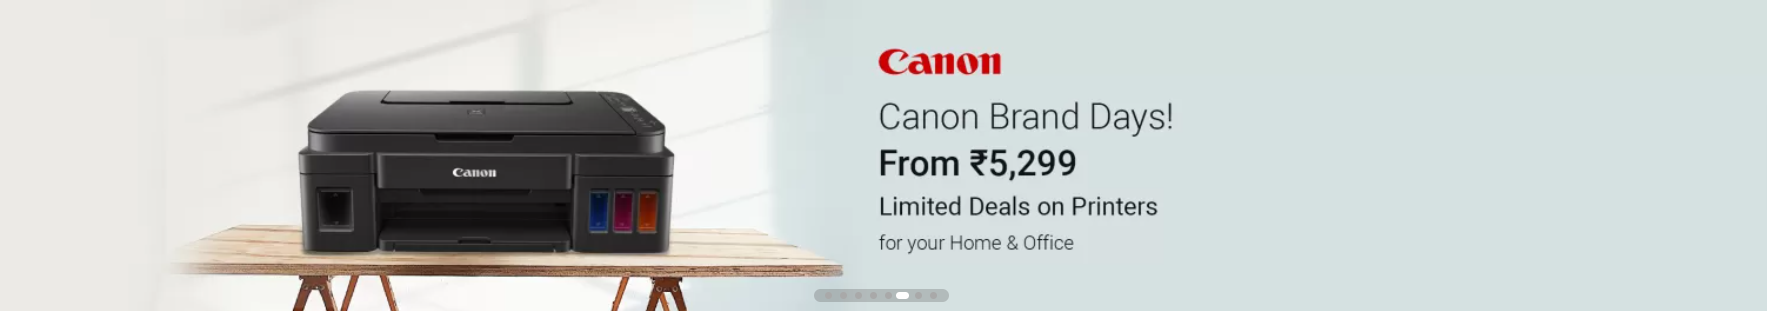 Canon
Canon Brand Days!
From ₹5,299
Limited Deals on Printers
for your Home & Office
Canon